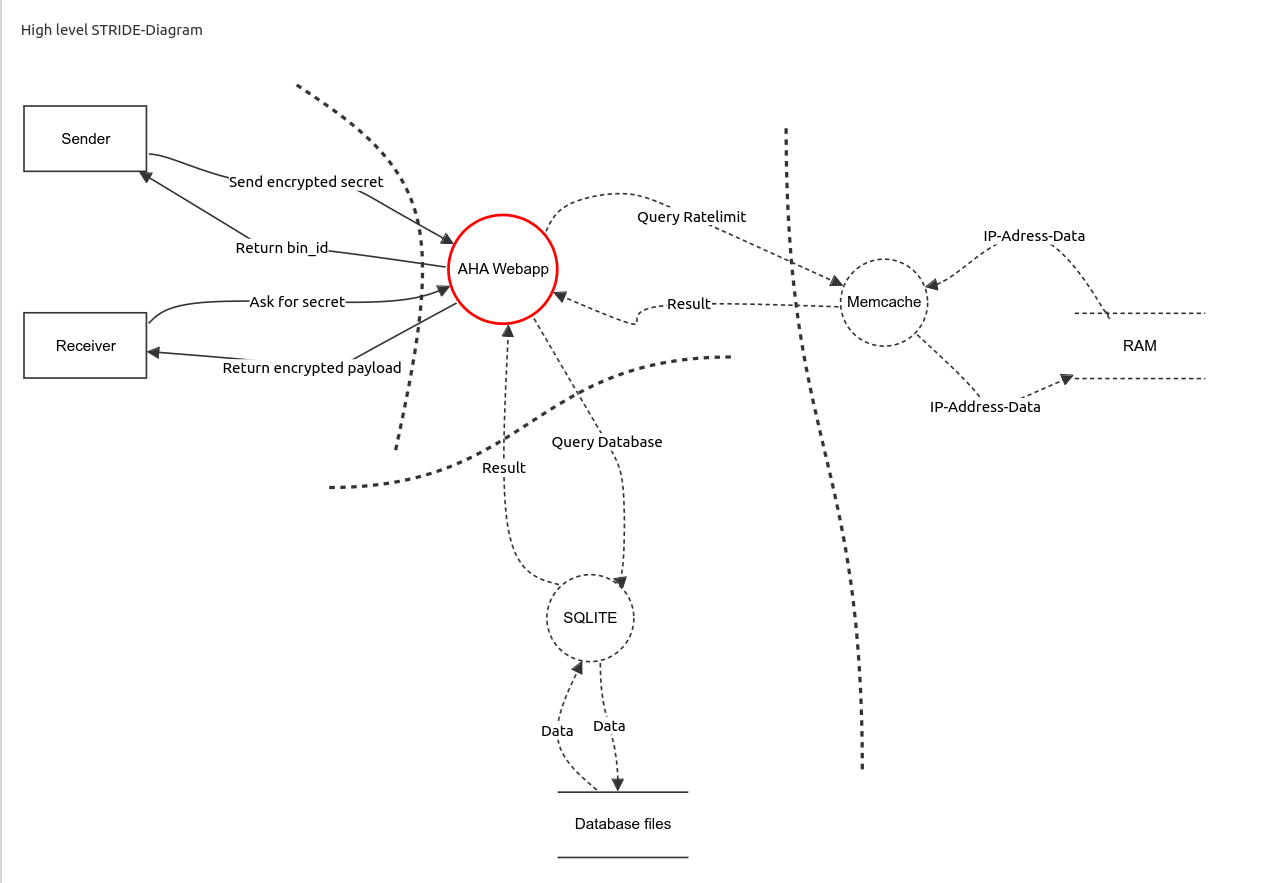 High level STRIDE-Diagram
Sender
Send encrypted secret
Return bin_id
AHA Webapp
Ask for secret
Receiver
Return encrypted payload
Query Ratelimit
Result
Memcache
IP-Adress-Data
RAM
IP-Address-Data
Query Database
Result
SQLITE
Data
Data
Database files